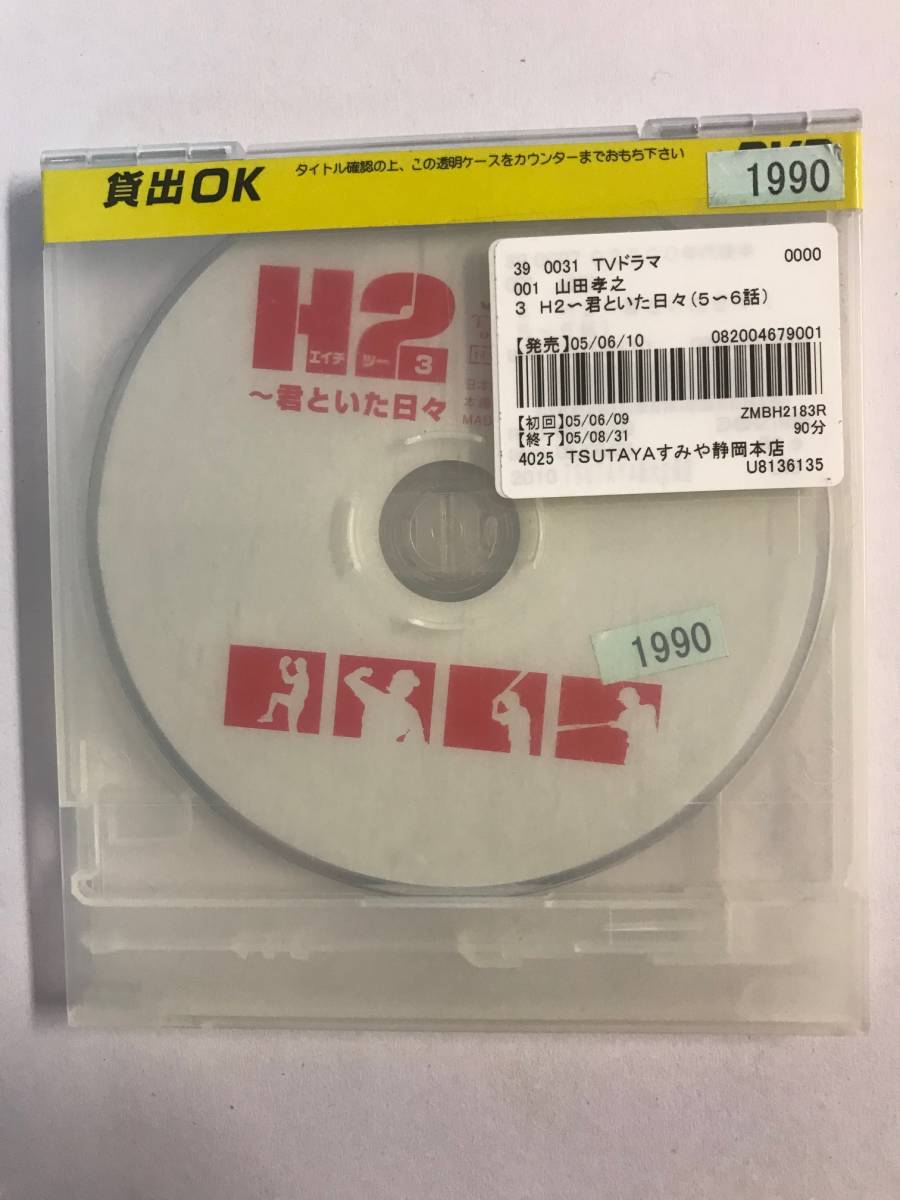 貸出OK
タイトル確認の上、この透明ケースをカウンターまでおもち下さい
1990
39 0031 TVドラマ 0000
001 山田孝之
3 H2〜君といた日々(5〜6話)
【発売】05/06/10 082004679001
【初回】05/06/09 ZMBH2183R
【終了】05/08/31 90分
4025 TSUTAYAすみや静岡本店
U8136135
H2
エイチ ツー 3
〜君といた日々
1990